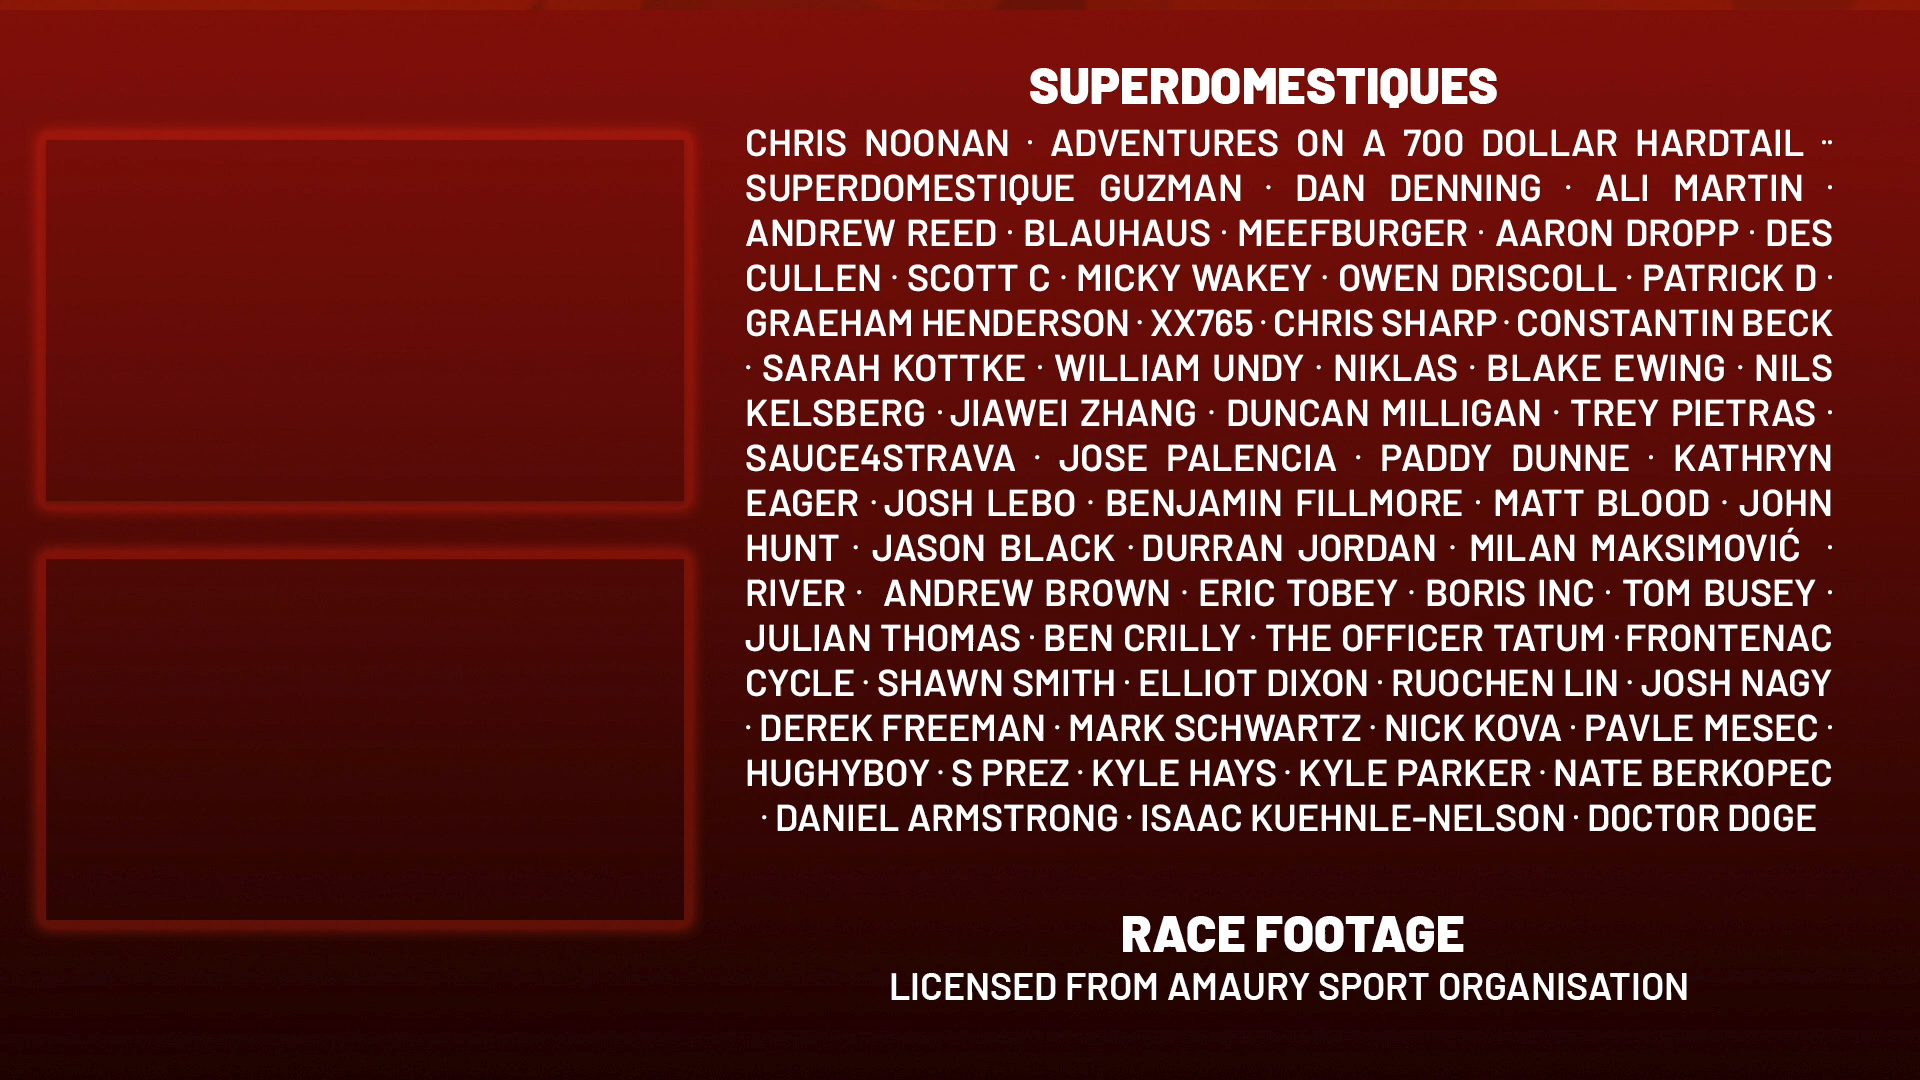 SUPERDOMESTIQUES
CHRIS NOONAN · ADVENTURES ON A 700 DOLLAR HARDTAIL ··
SUPERDOMESTIQUE GUZMAN · DAN DENNING · ALI MARTIN ·
ANDREW REED · BLAUHAUS · MEEFBURGER · AARON DROPP · DES
CULLEN · SCOTT C · MICKY WAKEY · OWEN DRISCOLL · PATRICK D ·
GRAEHAM HENDERSON · XX765 · CHRIS SHARP · CONSTANTIN BECK
· SARAH KOTTKE · WILLIAM UNDY · NIKLAS · BLAKE EWING · NILS
KELSBERG · JIAWEI ZHANG · DUNCAN MILLIGAN · TREY PIETRAS ·
SAUCE4STRAVA · JOSE PALENCIA · PADDY DUNNE · KATHRYN
EAGER · JOSH LEBO · BENJAMIN FILLMORE · MATT BLOOD · JOHN
HUNT · JASON BLACK · DURRAN JORDAN · MILAN MAKSIMOVIĆ ·
RIVER · ANDREW BROWN · ERIC TOBEY · BORIS INC · TOM BUSEY ·
JULIAN THOMAS · BEN CRILLY · THE OFFICER TATUM · FRONTENAC
CYCLE · SHAWN SMITH · ELLIOT DIXON · RUOCHEN LIN · JOSH NAGY
· DEREK FREEMAN · MARK SCHWARTZ · NICK KOVA · PAVLE MESEC ·
HUGHYBOY · S PREZ · KYLE HAYS · KYLE PARKER · NATE BERKOPEC
· DANIEL ARMSTRONG · ISAAC KUEHNLE-NELSON · DOCTOR DOGE
RACE FOOTAGE
LICENSED FROM AMAURY SPORT ORGANISATION